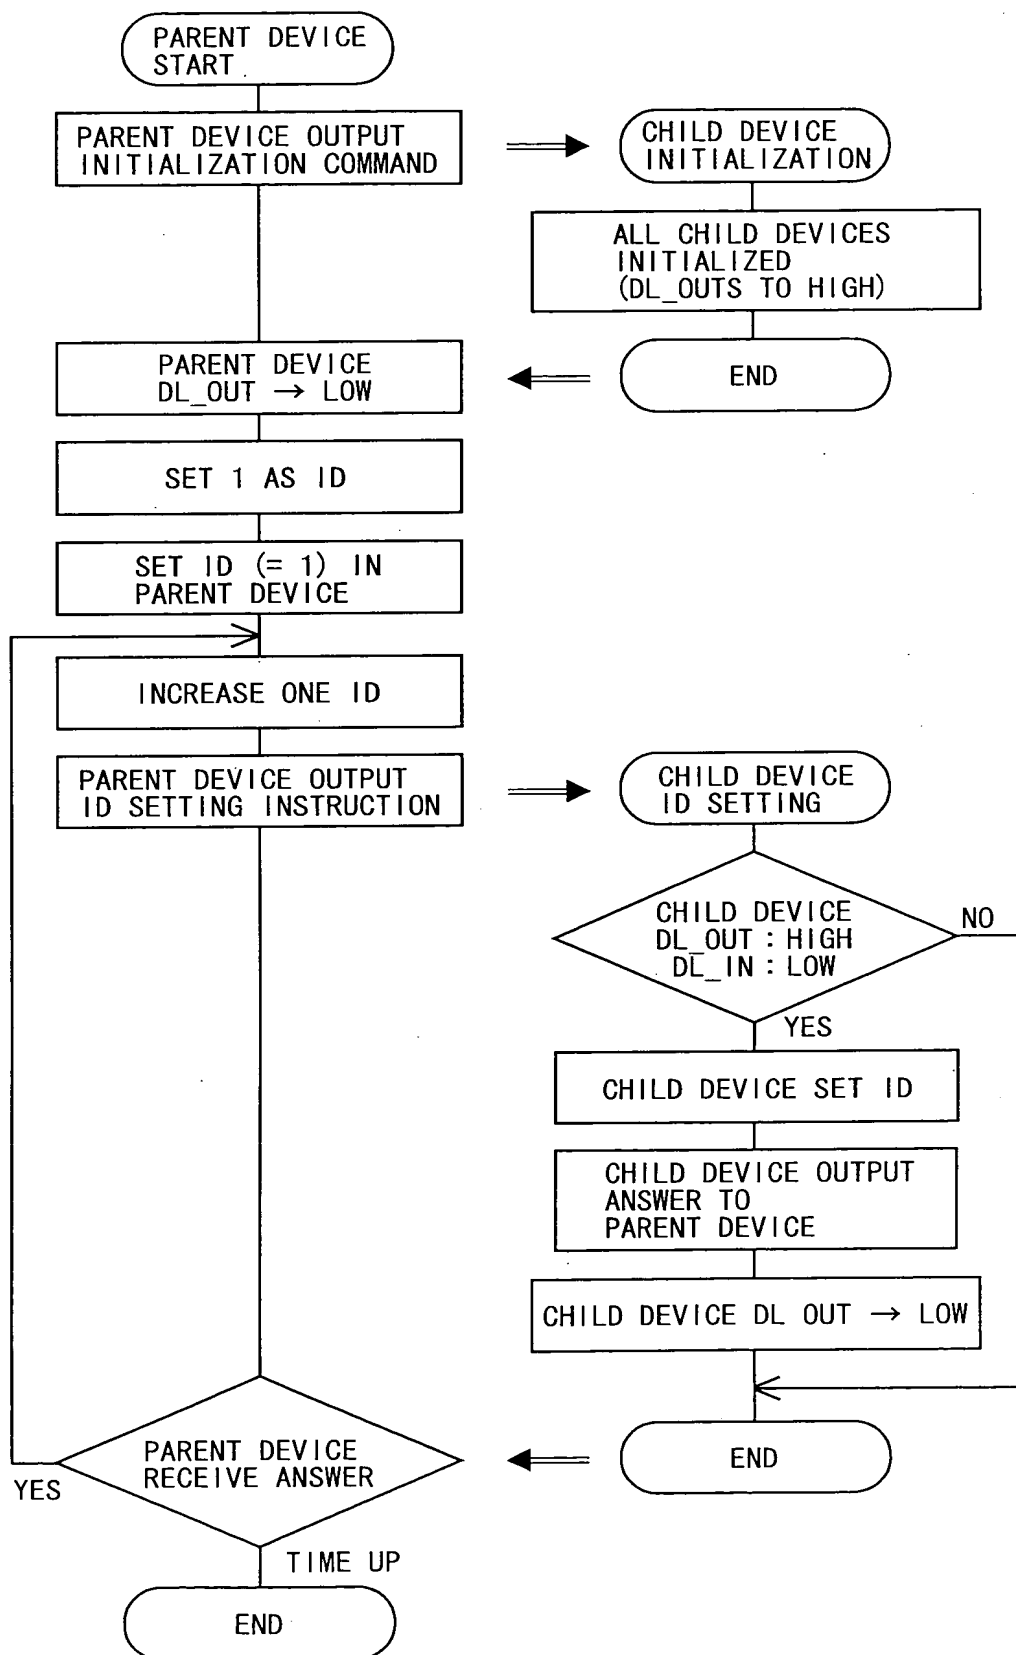 PARENT DEVICE
START
PARENT DEVICE OUTPUT
INITIALIZATION COMMAND
CHILD DEVICE
INITIALIZATION
ALL CHILD DEVICES
INITIALIZED
(DL_OUTS TO HIGH)
PARENT DEVICE
DL_OUT → LOW
END
SET 1 AS ID
SET ID (= 1) IN
PARENT DEVICE
INCREASE ONE ID
PARENT DEVICE OUTPUT
ID SETTING INSTRUCTION
CHILD DEVICE
ID SETTING
CHILD DEVICE
DL_OUT : HIGH
DL_IN : LOW
NO
YES
CHILD DEVICE SET ID
CHILD DEVICE OUTPUT
ANSWER TO
PARENT DEVICE
CHILD DEVICE DL OUT → LOW
END
PARENT DEVICE
RECEIVE ANSWER
YES
TIME UP
END